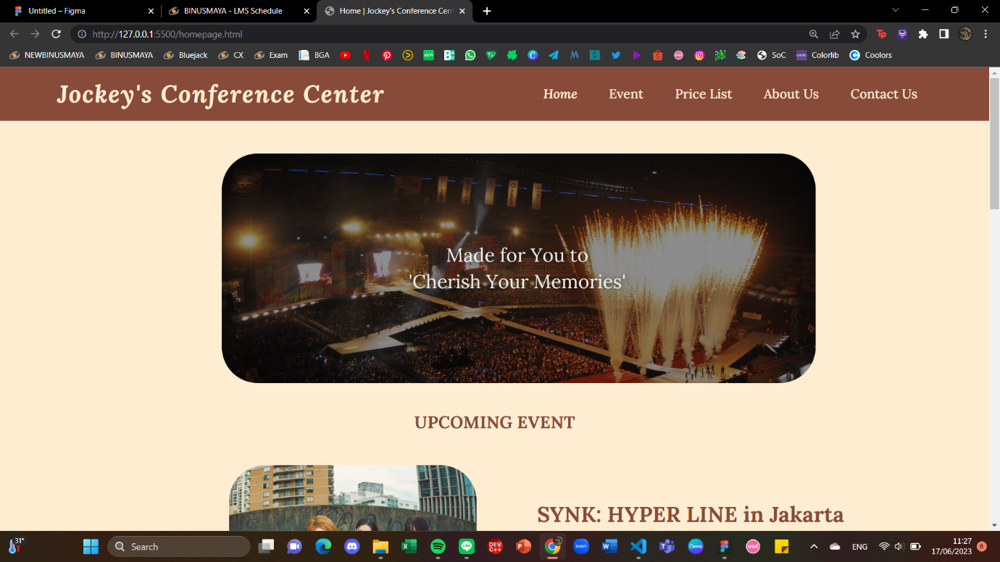 Untitled – Figma
BINUSMAYA - LMS Schedule
Home | Jockey's Conference Cen
http://127.0.0.1:5500/homepage.html
NEWBINUSMAYA
BINUSMAYA
Bluejack
CX
Exam
BGA
SoC
Colorlib
Coolors
Jockey's Conference Center
Home
Event
Price List
About Us
Contact Us
Made for You to
'Cherish Your Memories'
UPCOMING EVENT
SYNK: HYPER LINE in Jakarta
31°
Search
ENG
11:27
17/06/2023
6